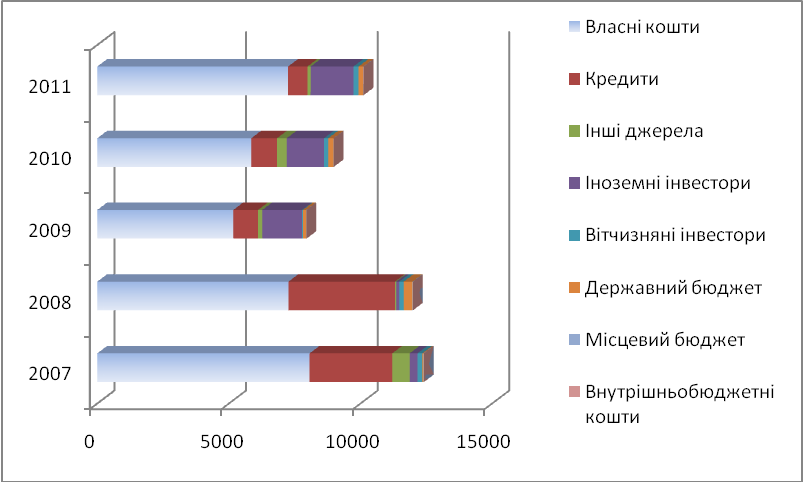 2011
2010
2009
2008
2007
0 5000 10000 15000
Власні кошти
Кредити
Інші джерела
Іноземні інвестори
Вітчизняні інвестори
Державний бюджет
Місцевий бюджет
Внутрішньобюджетні
кошти